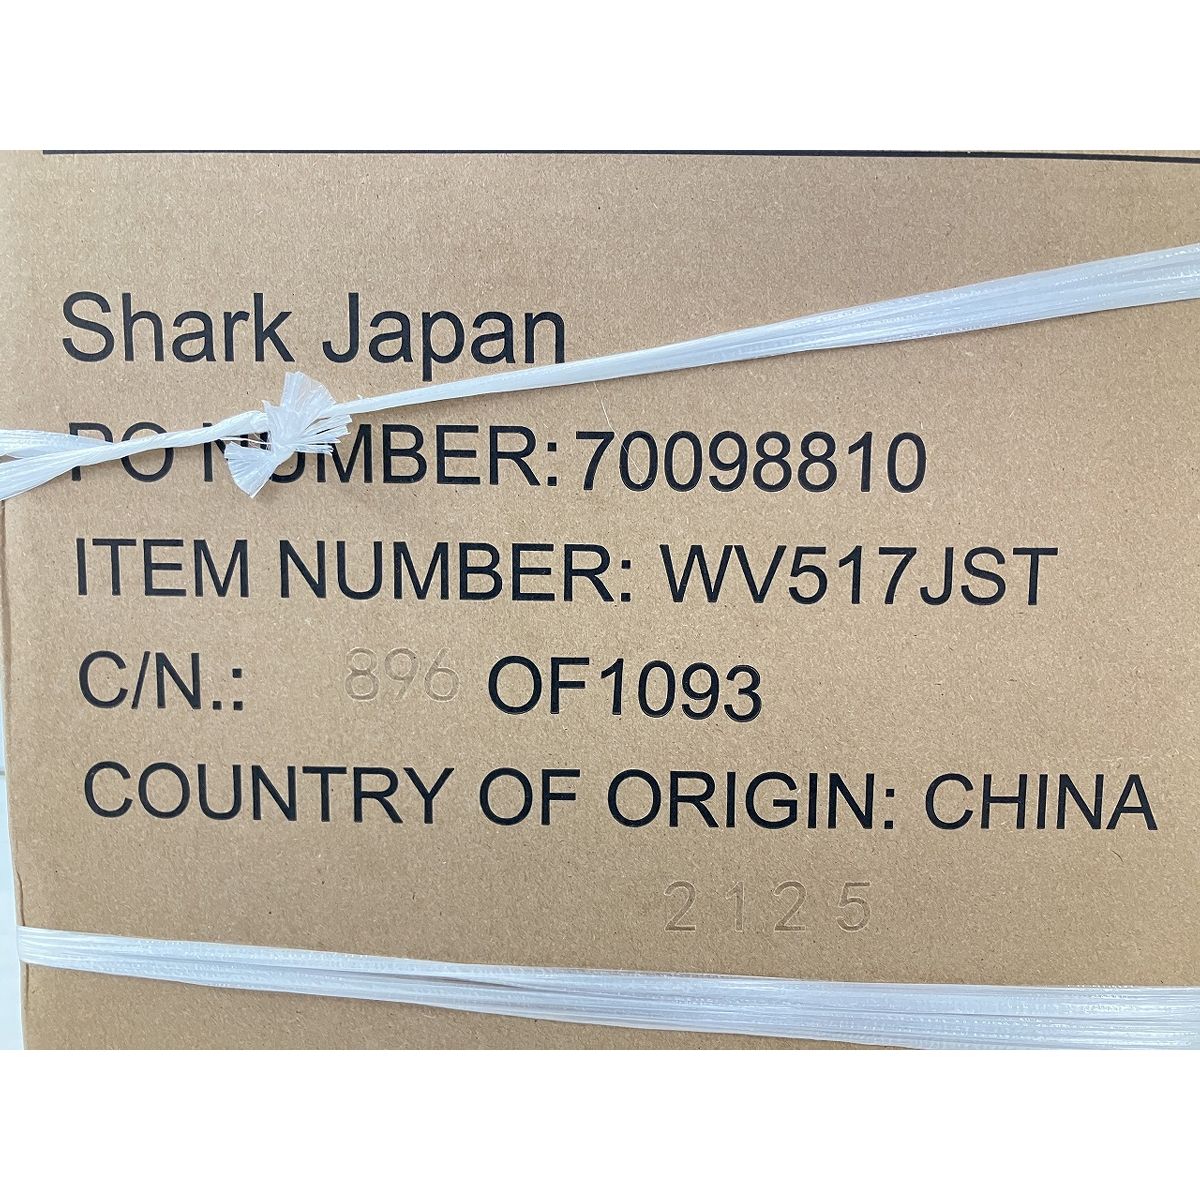 Shark Japan
PO NUMBER: 70098810
ITEM NUMBER: WV517JST
C/N.: 896 OF1093
COUNTRY OF ORIGIN: CHINA
2125